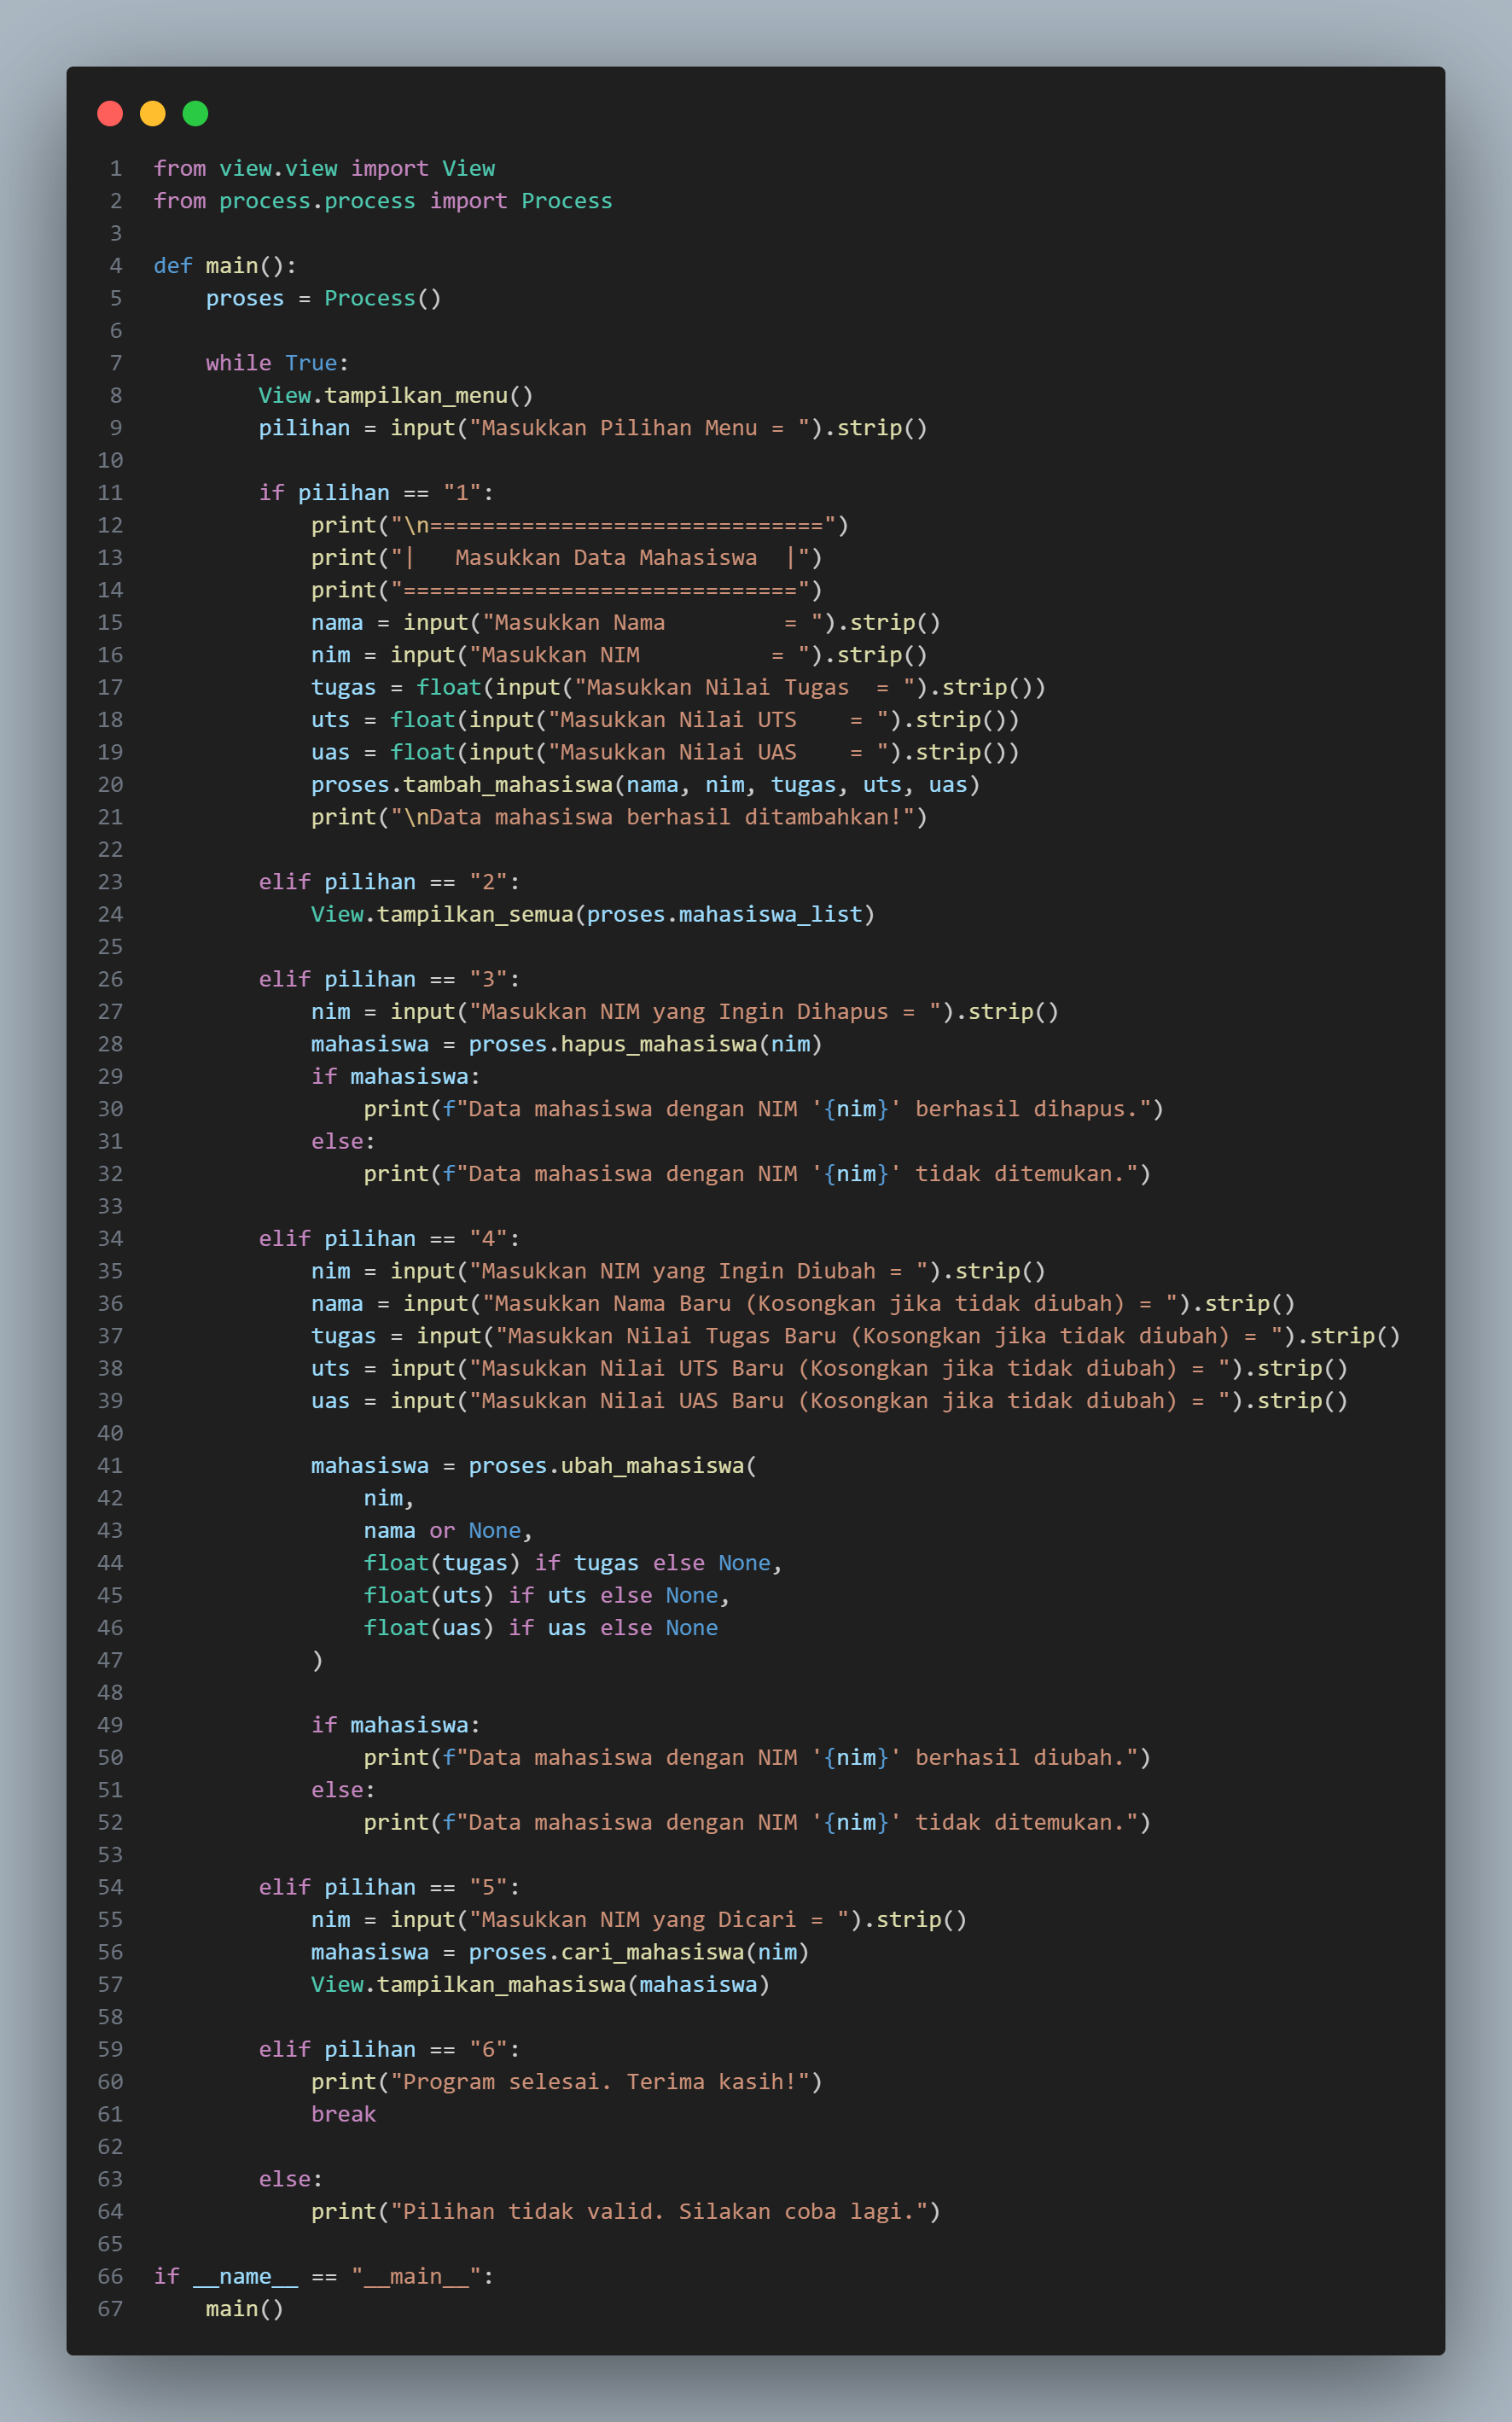 1 from view.view import View
2 from process.process import Process
3
4 def main():
5     proses = Process()
6
7     while True:
8         View.tampilkan_menu()
9         pilihan = input("Masukkan Pilihan Menu = ").strip()
10
11         if pilihan == "1":
12             print("\n==============================")
13             print("|   Masukkan Data Mahasiswa  |")
14             print("==============================")
15             nama = input("Masukkan Nama         = ").strip()
16             nim = input("Masukkan NIM          = ").strip()
17             tugas = float(input("Masukkan Nilai Tugas  = ").strip())
18             uts = float(input("Masukkan Nilai UTS    = ").strip())
19             uas = float(input("Masukkan Nilai UAS    = ").strip())
20             proses.tambah_mahasiswa(nama, nim, tugas, uts, uas)
21             print("\nData mahasiswa berhasil ditambahkan!")
22
23         elif pilihan == "2":
24             View.tampilkan_semua(proses.mahasiswa_list)
25
26         elif pilihan == "3":
27             nim = input("Masukkan NIM yang Ingin Dihapus = ").strip()
28             mahasiswa = proses.hapus_mahasiswa(nim)
29             if mahasiswa:
30                 print(f"Data mahasiswa dengan NIM '{nim}' berhasil dihapus.")
31             else:
32                 print(f"Data mahasiswa dengan NIM '{nim}' tidak ditemukan.")
33
34         elif pilihan == "4":
35             nim = input("Masukkan NIM yang Ingin Diubah = ").strip()
36             nama = input("Masukkan Nama Baru (Kosongkan jika tidak diubah) = ").strip()
37             tugas = input("Masukkan Nilai Tugas Baru (Kosongkan jika tidak diubah) = ").strip()
38             uts = input("Masukkan Nilai UTS Baru (Kosongkan jika tidak diubah) = ").strip()
39             uas = input("Masukkan Nilai UAS Baru (Kosongkan jika tidak diubah) = ").strip()
40
41             mahasiswa = proses.ubah_mahasiswa(
42                 nim,
43                 nama or None,
44                 float(tugas) if tugas else None,
45                 float(uts) if uts else None,
46                 float(uas) if uas else None
47             )
48
49             if mahasiswa:
50                 print(f"Data mahasiswa dengan NIM '{nim}' berhasil diubah.")
51             else:
52                 print(f"Data mahasiswa dengan NIM '{nim}' tidak ditemukan.")
53
54         elif pilihan == "5":
55             nim = input("Masukkan NIM yang Dicari = ").strip()
56             mahasiswa = proses.cari_mahasiswa(nim)
57             View.tampilkan_mahasiswa(mahasiswa)
58
59         elif pilihan == "6":
60             print("Program selesai. Terima kasih!")
61             break
62
63         else:
64             print("Pilihan tidak valid. Silakan coba lagi.")
65
66 if __name__ == "__main__":
67     main()